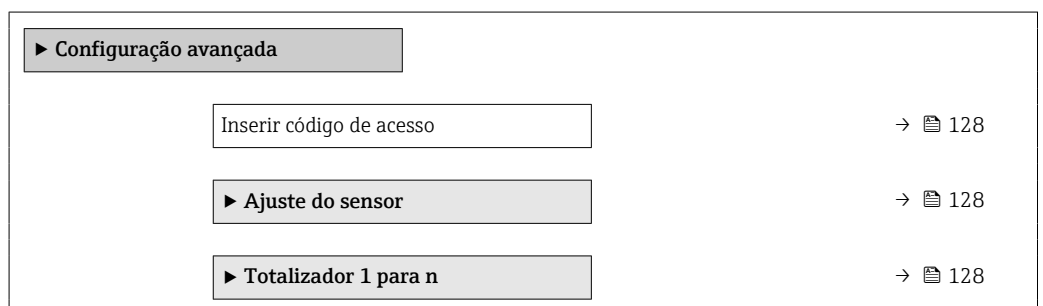 ► Configuração avançada
Inserir código de acesso → 128
► Ajuste do sensor → 128
► Totalizador 1 para n → 128